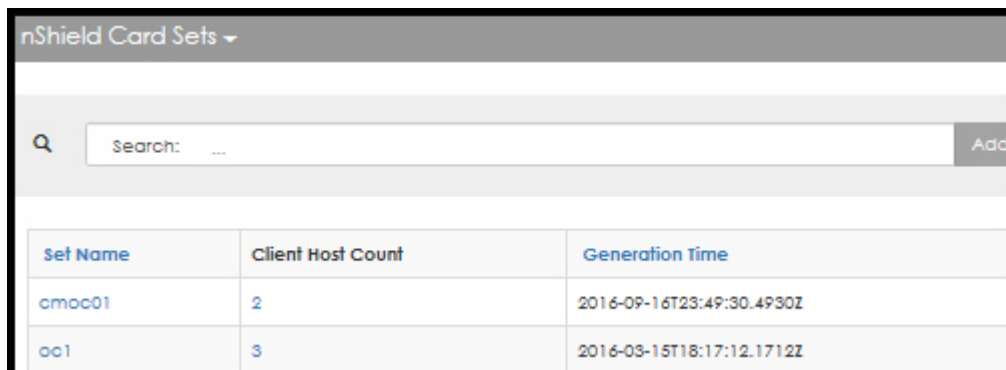 nShield Card Sets
Search: ...
Set Name Client Host Count Generation Time
cmoc01 2 2016-09-16T23:49:30.4930Z
oc1 3 2016-03-15T18:17:12.1712Z